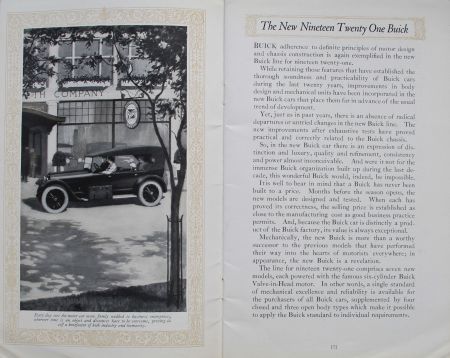 TH COMPANY
Buick
The New Nineteen Twenty One Buick
BUICK adherence to definite principles of motor design
and chassis construction is again exemplified in the new
Buick line for nineteen twenty-one.
While retaining those features that have established the
thorough soundness and practicability of Buick cars
during the last twenty years, improvements in body
design and mechanical units have been incorporated in the
new Buick cars that place them far in advance of the usual
trend of development.
Yet, just as in past years, there is an absence of radical
departures or untried changes in the new Buick line. The
new improvements after exhaustive tests have proved
practical and correctly related to the Buick chassis.
So, in the new Buick car there is an expression of dis-
tinction and luxury, quality and refinement, consistency
and power almost inconceivable. And were it not for the
immense Buick organization built up during the last de-
cade, this wonderful Buick would, indeed, be impossible.
It is well to bear in mind that a Buick has never been
built to a price. Months before the season opens, the
new models are designed and tested. When each has
proved its correctness, the selling price is established as
close to the manufacturing cost as good business practice
permits. And, because the Buick car is distinctly a prod-
uct of the Buick factory, its value is always exceptional.
Mechanically, the new Buick is more than a worthy
successor to the previous models that have performed
their way into the hearts of motorists everywhere; in
appearance, the new Buick is a revelation.
The line for nineteen twenty-one comprises seven new
models, each powered with the famous six-cylinder Buick
Valve-in-Head motor. In other words, a single standard
of mechanical excellence and reliability is available for
the purchasers of all Buick cars, supplemented by four
closed and three open body types which make it possible
to apply the Buick standard to individual requirements.